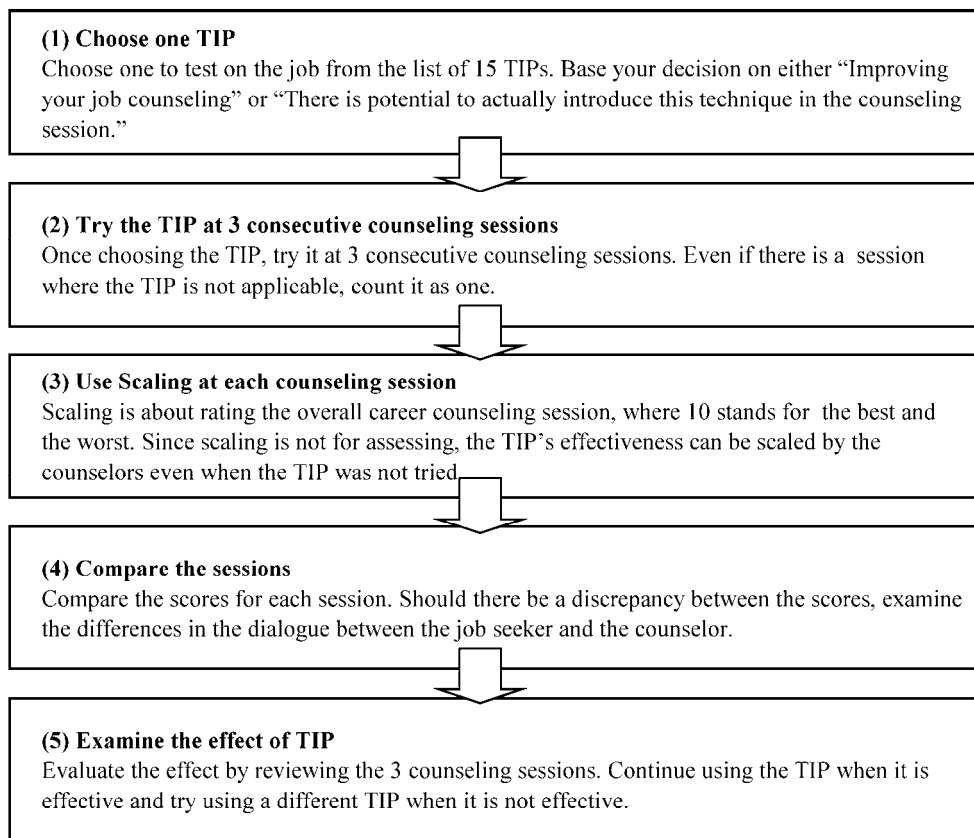 (1) Choose one TIP
Choose one to test on the job from the list of 15 TIPs. Base your decision on either “Improving
your job counseling” or “There is potential to actually introduce this technique in the counseling
session.”
(2) Try the TIP at 3 consecutive counseling sessions
Once choosing the TIP, try it at 3 consecutive counseling sessions. Even if there is a session
where the TIP is not applicable, count it as one.
(3) Use Scaling at each counseling session
Scaling is about rating the overall career counseling session, where 10 stands for the best and
the worst. Since scaling is not for assessing, the TIP’s effectiveness can be scaled by the
counselors even when the TIP was not tried.
(4) Compare the sessions
Compare the scores for each session. Should there be a discrepancy between the scores, examine
the differences in the dialogue between the job seeker and the counselor.
(5) Examine the effect of TIP
Evaluate the effect by reviewing the 3 counseling sessions. Continue using the TIP when it is
effective and try using a different TIP when it is not effective.